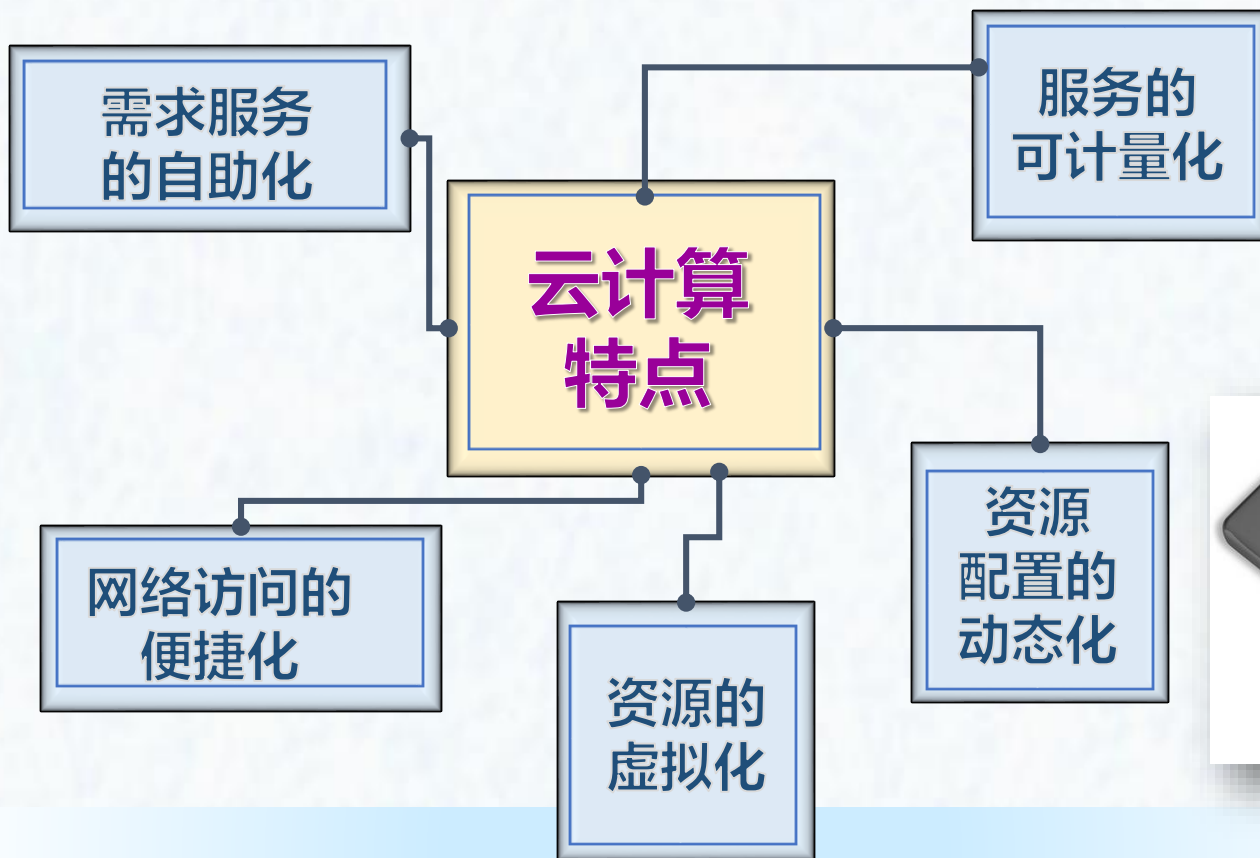 需求服务
的自助化
服务的
可计量化
云计算
特点
网络访问的
便捷化
资源的
虚拟化
资源
配置的
动态化